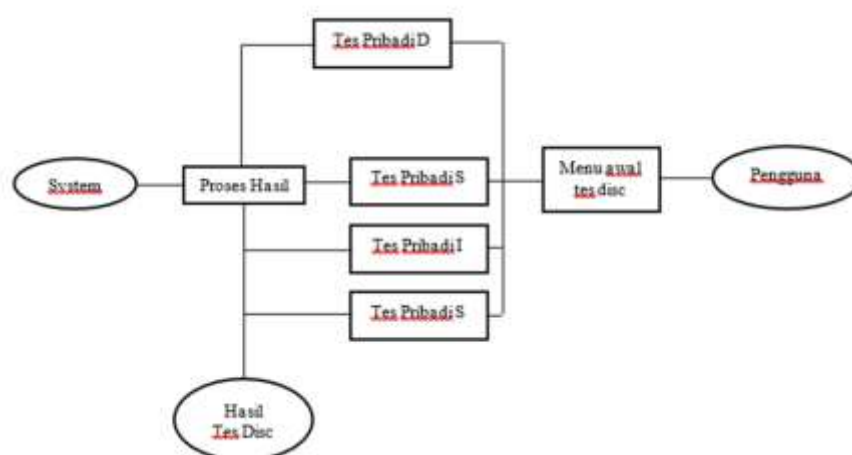 Tes Pribadi D
System
Proses Hasil
Tes Pribadi S
Menu awal
tes disc
Pengguna
Tes Pribadi I
Tes Pribadi S
Hasil
Tes Disc